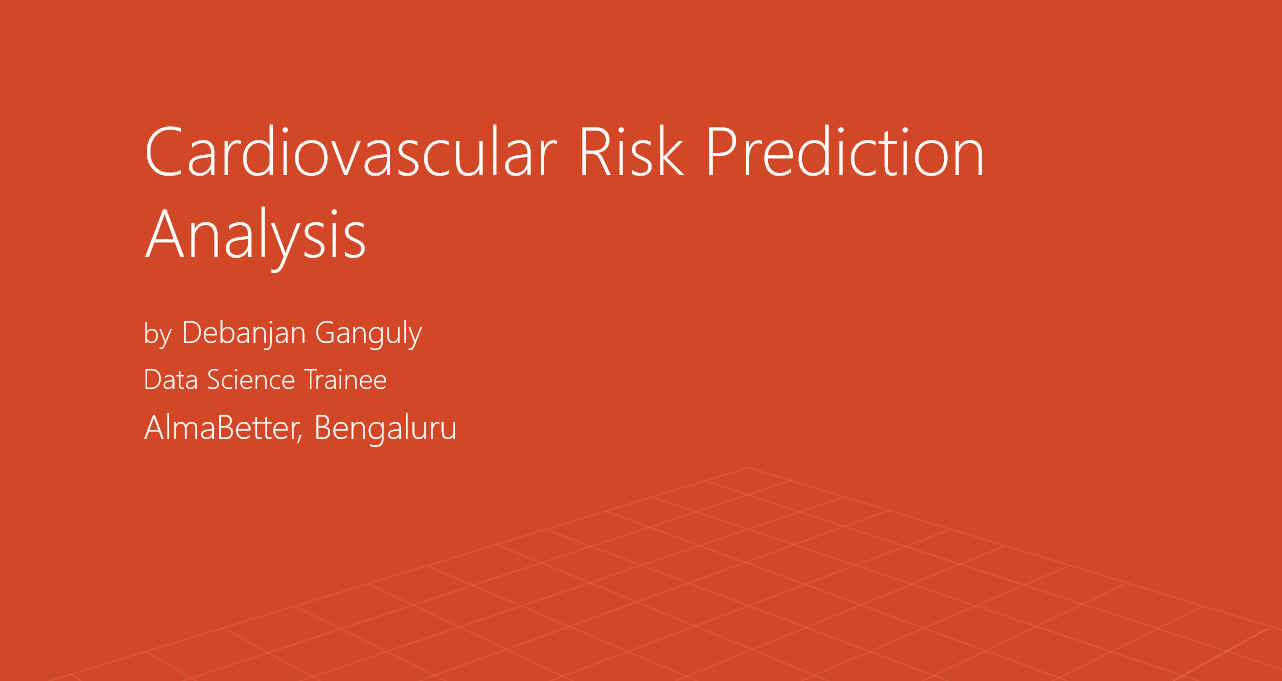 Cardiovascular Risk Prediction
Analysis
by Debanjan Ganguly
Data Science Trainee
AlmaBetter, Bengaluru